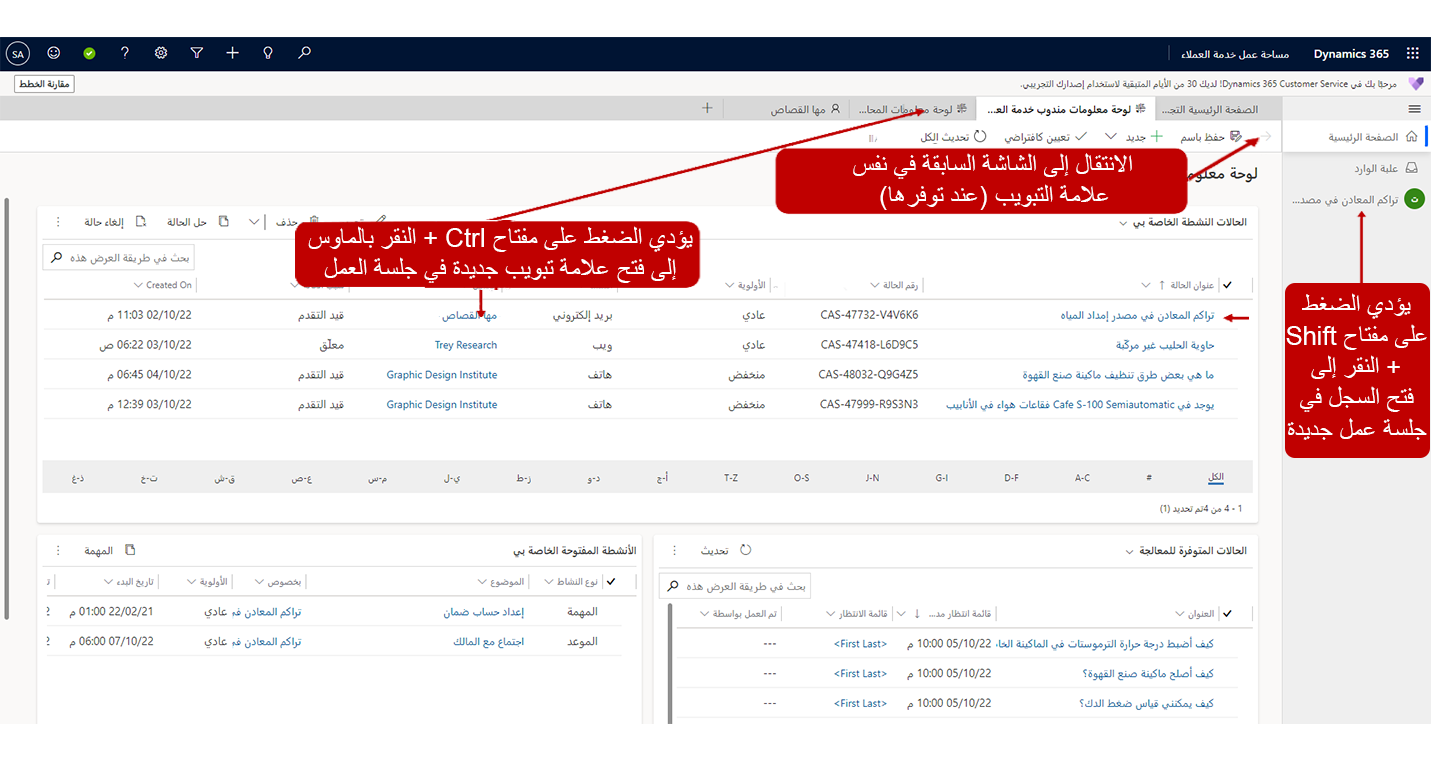 Dynamics 365 مساحة عمل خدمة العملاء
SA
مرحبًا بك في Dynamics 365 Customer Service! لديك 30 من الأيام المتبقية لاستخدام إصدارك التجريبي.
مقارنة الخطط
الصفحة الرئيسية التجـ...
لوحة معلومات مندوب خدمة العـ...
لوحة معلومات المحا...
مها القصاص
الصفحة الرئيسية
علبة الوارد
تراكم المعادن في مصد...
ت
حفظ باسم
جديد
تعيين كافتراضي
تحديث الكل
لوحة معلو
الانتقال إلى الشاشة السابقة في نفس
علامة التبويب (عند توفرها)
يؤدي الضغط على مفتاح Ctrl + النقر بالماوس
إلى فتح علامة تبويب جديدة في جلسة العمل
يؤدي الضغط
على مفتاح Shift
+ النقر إلى
فتح السجل في
جلسة عمل جديدة
الحالات النشطة الخاصة بي
حذف
حل الحالة
إلغاء حالة
بحث في طريقة العرض هذه
عنوان الحالة رقم الحالة الأولوية Created On
تراكم المعادن في مصدر إمداد المياه CAS-47732-V4V6K6 عادي بريد إلكتروني مها القصاص قيد التقدم 02/10/22 11:03 م
حاوية الحليب غير مركّبة CAS-47418-L6D9C5 عادي ويب Trey Research معلّق 03/10/22 06:22 ص
ما هي بعض طرق تنظيف ماكينة صنع القهوة CAS-48032-Q9G4Z5 منخفض هاتف Graphic Design Institute قيد التقدم 04/10/22 06:45 م
يوجد في Cafe S-100 Semiautomatic فقاعات هواء في الأنابيب CAS-47999-R9S3N3 منخفض هاتف Graphic Design Institute قيد التقدم 03/10/22 12:39 م
الكل # A-C D-F G-I J-N O-S T-Z أ-ج د-و ز-ط ي-ل م-س ع-ص ق-ش ت-خ ذ-غ
1 - 4 من 4تم تحديد (1)
الحالات المتوفرة للمعالجة
تحديث
بحث في طريقة العرض هذه
العنوان قائمة انتظار مد... قائمة الانتظار تم العمل بواسطة
كيف أضبط درجة حرارة الترموستات في الماكينة الخا 05/10/22 10:00 م <First Last> ---
كيف أصلح ماكينة صنع القهوة؟ 05/10/22 10:00 م <First Last> ---
كيف يمكنني قياس ضغط الدك؟ 05/10/22 10:00 م <First Last> ---
الأنشطة المفتوحة الخاصة بي
المهمة
نوع النشاط الموضوع بخصوص الأولوية تاريخ البدء
المهمة إعداد حساب ضمان تراكم المعادن في عادي 22/02/21 01:00 م
الموعد اجتماع مع المالك تراكم المعادن في عادي 07/10/22 06:00 م